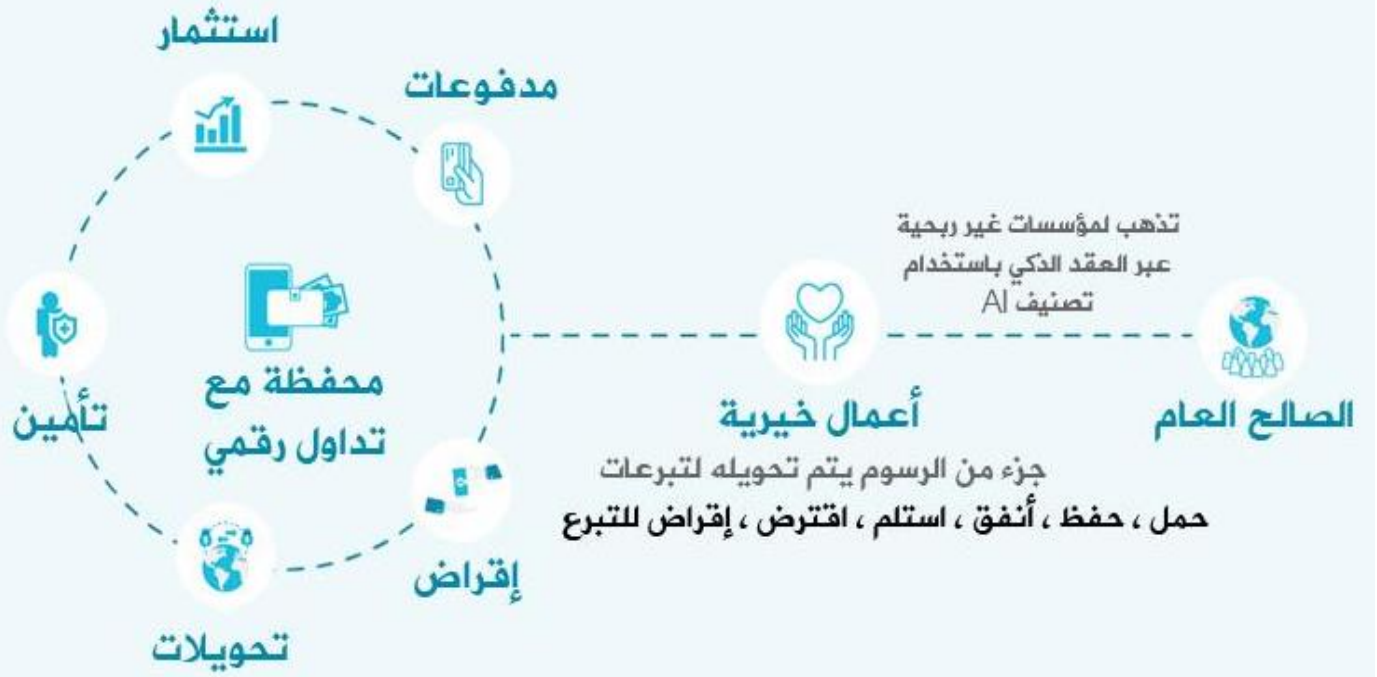 استثمار
مدفوعات
تأمين
محفظة مع
تداول رقمي
إقراض
تحويلات
تذهب لمؤسسات غير ربحية
عبر العقد الذكي باستخدام
تصنيف AI
أعمال خيرية
الصالح العام
جزء من الرسوم يتم تحويله لتبرعات
حمل ، حفظ ، أنفق ، استلم ، اقترض ، إقراض للتبرع